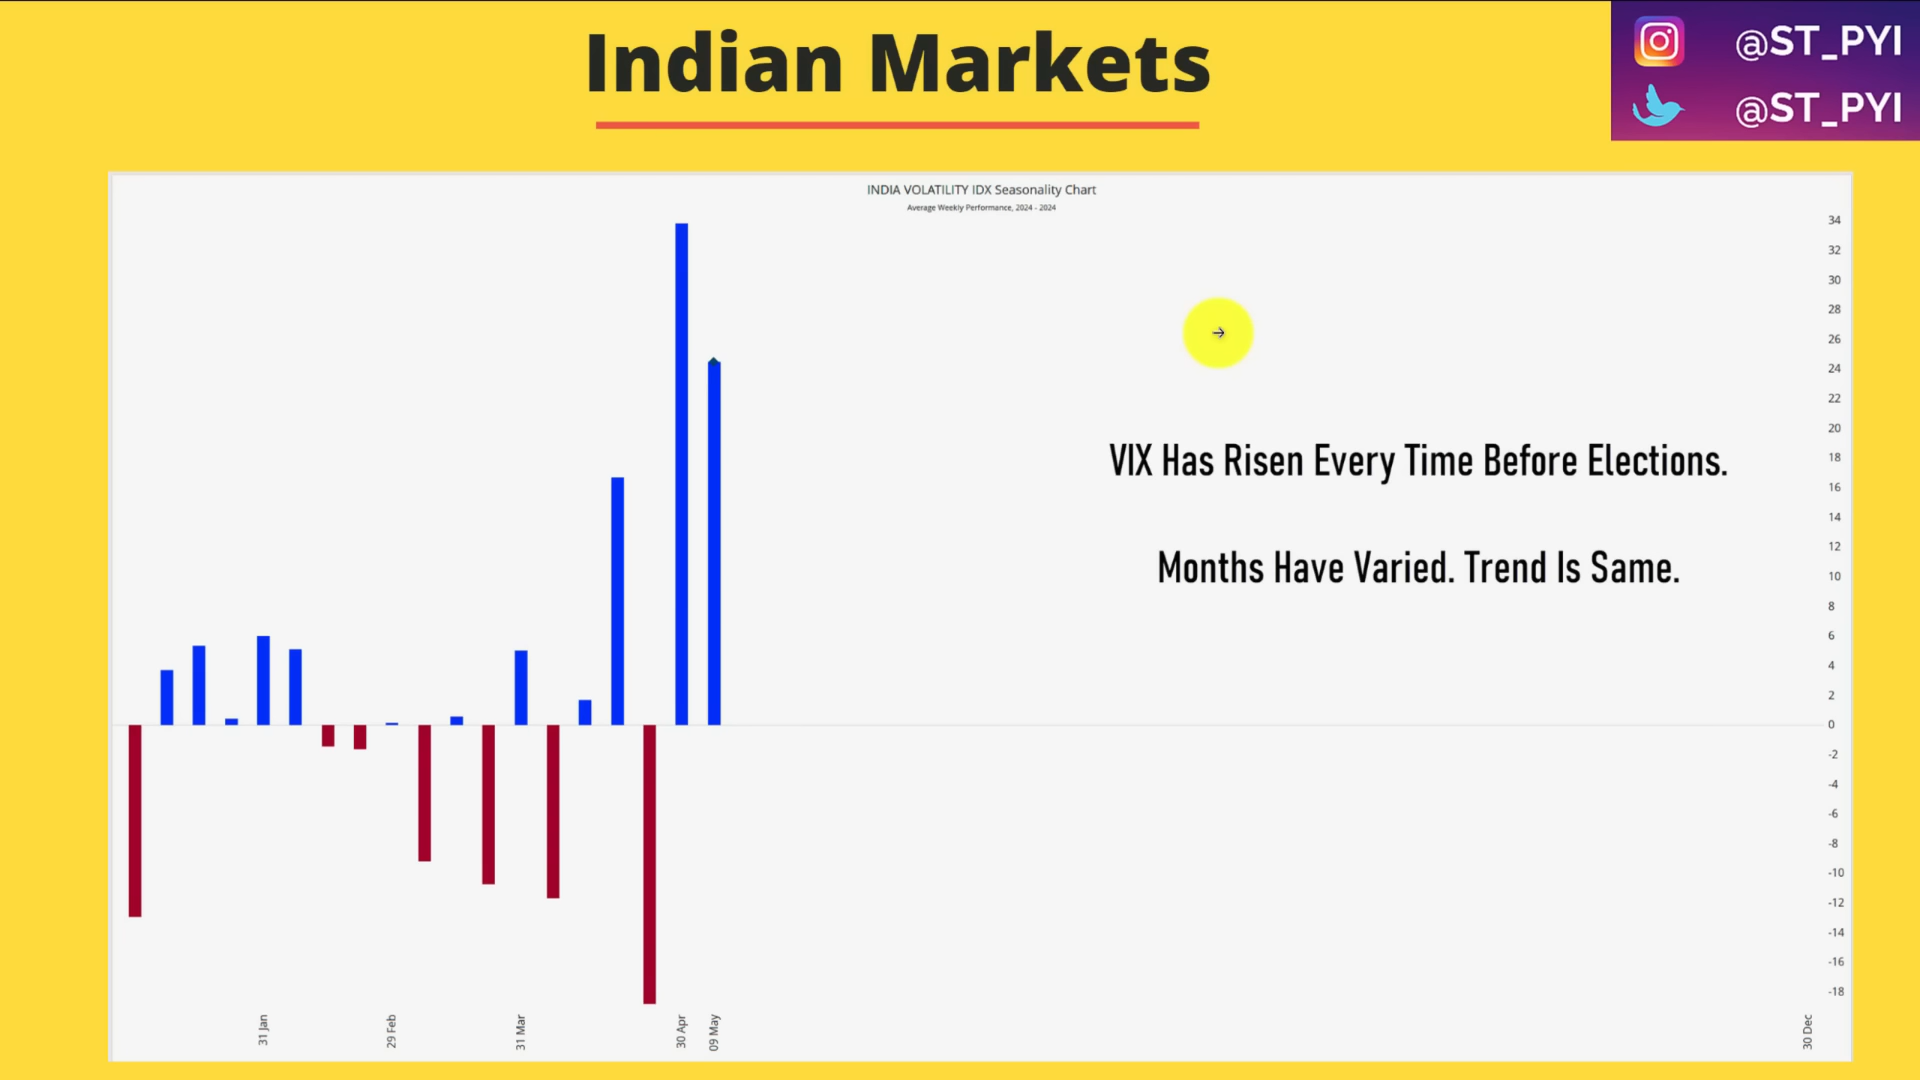 Indian Markets
@ST_PYI
@ST_PYI
INDIA VOLATILITY IDX Seasonality Chart
Average Weekly Performance, 2024 - 2024
34
32
30
28
26
24
22
20
18
16
14
12
10
8
6
4
2
0
-2
-4
-6
-8
-10
-12
-14
-16
-18
VIX Has Risen Every Time Before Elections.
Months Have Varied. Trend Is Same.
31 Jan
29 Feb
31 Mar
30 Apr
09 May
30 Dec